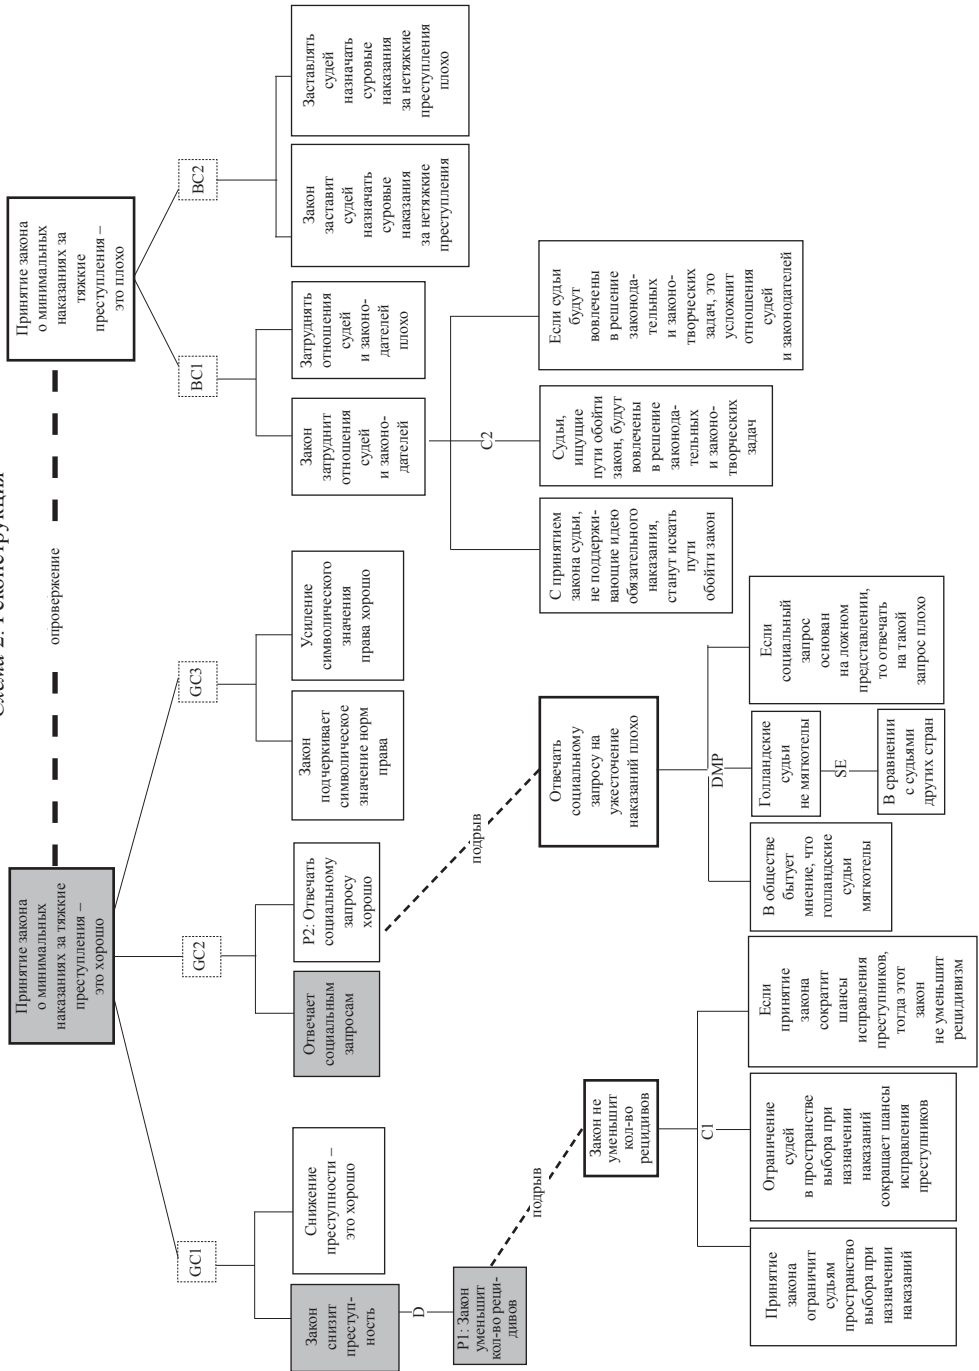 Схема 2. Реконструкция
Принятие закона
о минимальных
наказаниях за тяжкие
преступления –
это хорошо
опровержение
Принятие закона
о минимальных
наказаниях за
тяжкие
преступления –
это плохо
GC1
GC2
GC3
BC1
BC2
Закон
снизит
преступ-
ность
Снижение
преступности –
это хорошо
Отвечает
социальным
запросам
P2: Отвечать
социальному
запросу
хорошо
Закон
подчеркивает
символическое
значение норм
права
Усиление
символического
значения
права хорошо
Закон
затруднит
отношения
судей
и законо-
дателей
Затруднять
отношения
судей
и законо-
дателей
плохо
Закон
заставит
судей
назначать
суровые
наказания
за нетяжкие
преступления
Заставлять
судей
назначать
суровые
наказания
за нетяжкие
преступления
плохо
D
P1: Закон
уменьшит
кол-во реци-
дивов
подрыв
подрыв
C2
Закон не
уменьшит
кол-во
рецидивов
Отвечать
социальному
запросу на
ужесточение
наказаний плохо
С принятием
закона судьи,
не поддержи-
вающие идею
обязательного
наказания,
станут искать
пути
обойти закон
Судьи,
ищущие
пути обойти
закон, будут
вовлечены
в решение
законода-
тельных
и законо-
творческих
задач
Если судьи
будут
вовлечены
в решение
законода-
тельных
и законо-
творческих
задач, это
усложнит
отношения
судей
и законодателей
C1
DMP
Принятие
закона
ограничит
судьям
пространство
выбора при
назначении
наказаний
Ограничение
судей
в пространстве
выбора при
назначении
наказаний
сокращает шансы
исправления
преступников
Если
принятие
закона
сократит
шансы
исправления
преступников,
тогда этот
закон
не уменьшит
рецидивизм
В обществе
бытует
мнение, что
голландские
судьи
мягкотелы
Голландские
судьи
не мягкотелы
SE
В сравнении
с судьями
других стран
Если
социальный
запрос
основан
на ложном
представлении,
то отвечать
на такой
запрос плохо